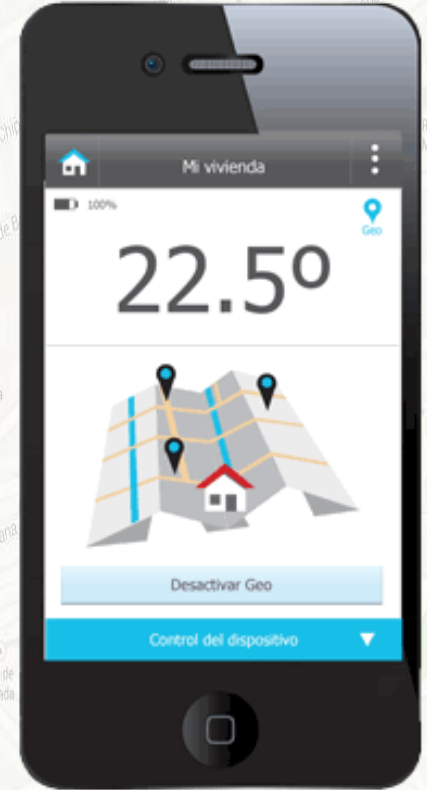 Mi vivienda
100%
Geo
22.5º
Desactivar Geo
Control del dispositivo